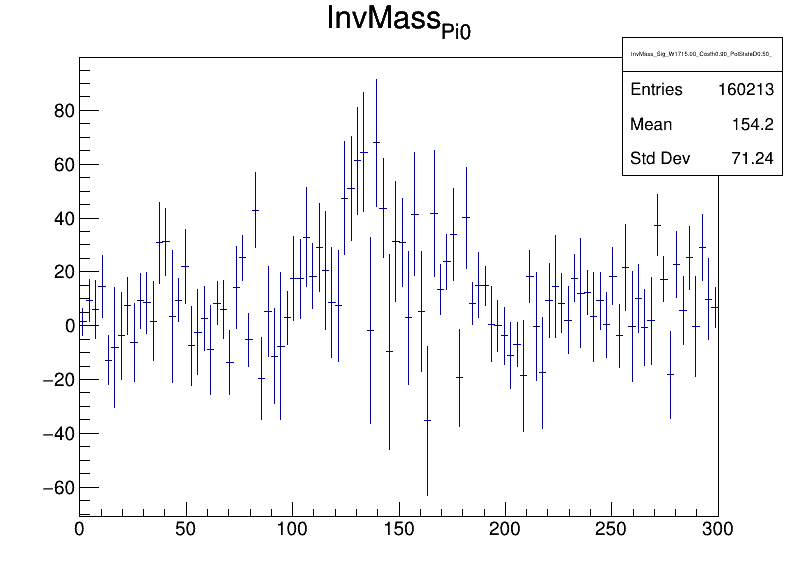 InvMass_Pi0
InvMass_Sig_W1715.00_Costh0.90_PolStateD0.50_
Entries 160213
Mean 154.2
Std Dev 71.24
80
60
40
20
0
−20
−40
−60
0 50 100 150 200 250 300